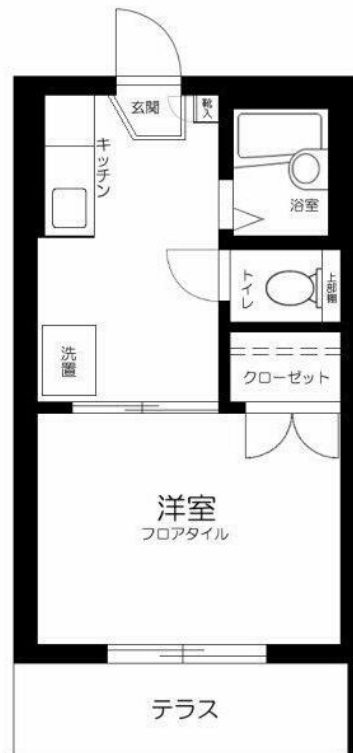 玄関
靴入
キッチン
浴室
トイレ
上部棚
洗置
クローゼット
洋室
フロアタイル
テラス